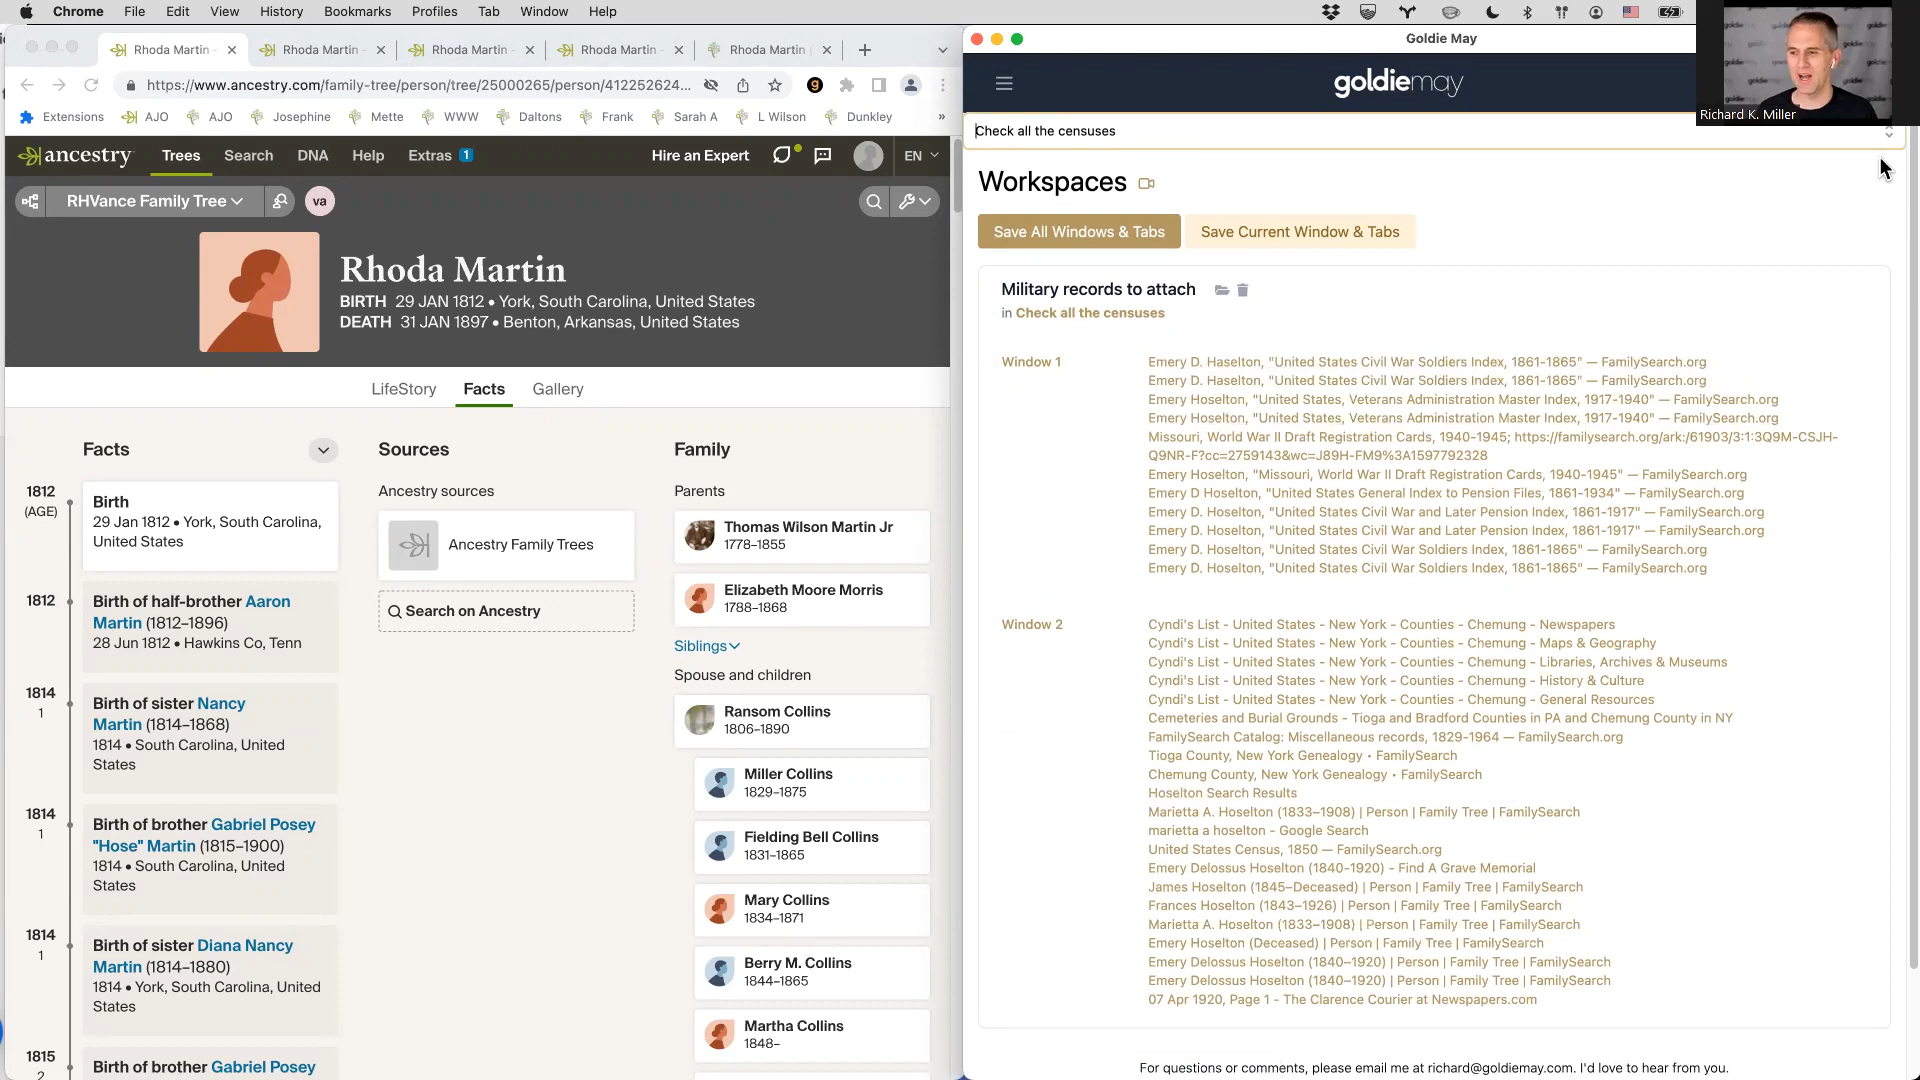 Chrome File Edit View History Bookmarks Profiles Tab Window Help
Rhoda Martin - Rhoda Martin - Rhoda Martin - Rhoda Martin - Rhoda Martin
https://www.ancestry.com/family-tree/person/tree/25000265/person/412252624...
Extensions AJO AJO Josephine Mette WWW Daltons Frank Sarah A L Wilson Dunkley »
ancestry Trees Search DNA Help Extras 1 Hire an Expert EN
RHVance Family Tree va
Rhoda Martin
BIRTH 29 JAN 1812 • York, South Carolina, United States
DEATH 31 JAN 1897 • Benton, Arkansas, United States
LifeStory Facts Gallery
Facts
1812
(AGE)
Birth
29 Jan 1812 • York, South Carolina,
United States
1812
Birth of half-brother Aaron
Martin (1812–1896)
28 Jun 1812 • Hawkins Co, Tenn
1814
1
Birth of sister Nancy
Martin (1814–1868)
1814 • South Carolina, United
States
1814
1
Birth of brother Gabriel Posey
"Hose" Martin (1815–1900)
1814 • South Carolina, United
States
1814
1
Birth of sister Diana Nancy
Martin (1814–1880)
1814 • York, South Carolina, United
States
1815
2
Birth of brother Gabriel Posey
Sources
Ancestry sources
Ancestry Family Trees
Search on Ancestry
Family
Parents
Thomas Wilson Martin Jr
1778–1855
Elizabeth Moore Morris
1788–1868
Siblings
Spouse and children
Ransom Collins
1806–1890
Miller Collins
1829–1875
Fielding Bell Collins
1831–1865
Mary Collins
1834–1871
Berry M. Collins
1844–1865
Martha Collins
1848–
Goldie May
goldiemay
Richard K. Miller
Check all the censuses
Workspaces
Save All Windows & Tabs Save Current Window & Tabs
Military records to attach
in Check all the censuses
Window 1
Emery D. Haselton, "United States Civil War Soldiers Index, 1861-1865" — FamilySearch.org
Emery D. Haselton, "United States Civil War Soldiers Index, 1861-1865" — FamilySearch.org
Emery Hoselton, "United States, Veterans Administration Master Index, 1917-1940" — FamilySearch.org
Emery Hoselton, "United States, Veterans Administration Master Index, 1917-1940" — FamilySearch.org
Missouri, World War II Draft Registration Cards, 1940-1945; https://familysearch.org/ark:/61903/3:1:3Q9M-CSJH-
Q9NR-F?cc=2759143&wc=J89H-FM9%3A1597792328
Emery Hoselton, "Missouri, World War II Draft Registration Cards, 1940-1945" — FamilySearch.org
Emery D Hoselton, "United States General Index to Pension Files, 1861-1934" — FamilySearch.org
Emery D. Hoselton, "United States Civil War and Later Pension Index, 1861-1917" — FamilySearch.org
Emery D. Hoselton, "United States Civil War and Later Pension Index, 1861-1917" — FamilySearch.org
Emery D. Hoselton, "United States Civil War Soldiers Index, 1861-1865" — FamilySearch.org
Emery D. Hoselton, "United States Civil War Soldiers Index, 1861-1865" — FamilySearch.org
Window 2
Cyndi's List - United States - New York - Counties - Chemung - Newspapers
Cyndi's List - United States - New York - Counties - Chemung - Maps & Geography
Cyndi's List - United States - New York - Counties - Chemung - Libraries, Archives & Museums
Cyndi's List - United States - New York - Counties - Chemung - History & Culture
Cyndi's List - United States - New York - Counties - Chemung - General Resources
Cemeteries and Burial Grounds - Tioga and Bradford Counties in PA and Chemung County in NY
FamilySearch Catalog: Miscellaneous records, 1829-1964 — FamilySearch.org
Tioga County, New York Genealogy • FamilySearch
Chemung County, New York Genealogy • FamilySearch
Hoselton Search Results
Marietta A. Hoselton (1833–1908) | Person | Family Tree | FamilySearch
marietta a hoselton - Google Search
United States Census, 1850 — FamilySearch.org
Emery Delossus Hoselton (1840-1920) - Find A Grave Memorial
James Hoselton (1845–Deceased) | Person | Family Tree | FamilySearch
Frances Hoselton (1843–1926) | Person | Family Tree | FamilySearch
Marietta A. Hoselton (1833–1908) | Person | Family Tree | FamilySearch
Emery Hoselton (Deceased) | Person | Family Tree | FamilySearch
Emery Delossus Hoselton (1840–1920) | Person | Family Tree | FamilySearch
Emery Delossus Hoselton (1840–1920) | Person | Family Tree | FamilySearch
07 Apr 1920, Page 1 - The Clarence Courier at Newspapers.com
For questions or comments, please email me at richard@goldiemay.com. I'd love to hear from you.